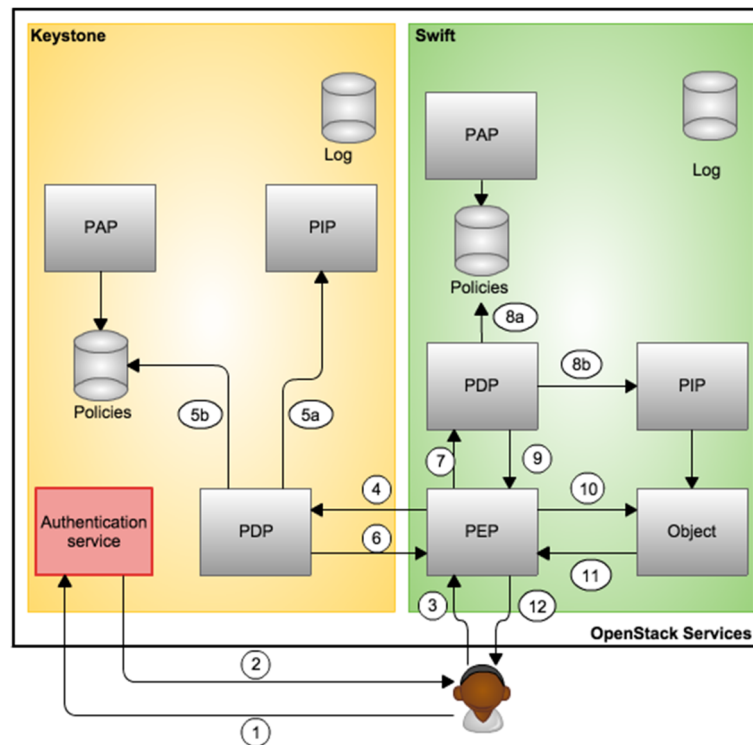 Keystone
Swift
Log
PAP
Log
PAP
PIP
Policies
8a
Policies
5b
5a
PDP
8b
PIP
7
9
Authentication
service
PDP
4
6
PEP
10
11
Object
3
12
OpenStack Services
2
1